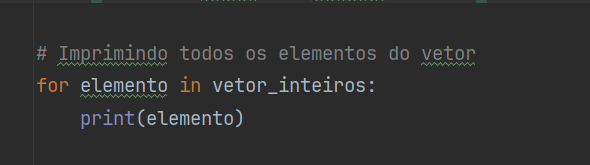 # Imprimindo todos os elementos do vetor
for elemento in vetor_inteiros:
    print(elemento)